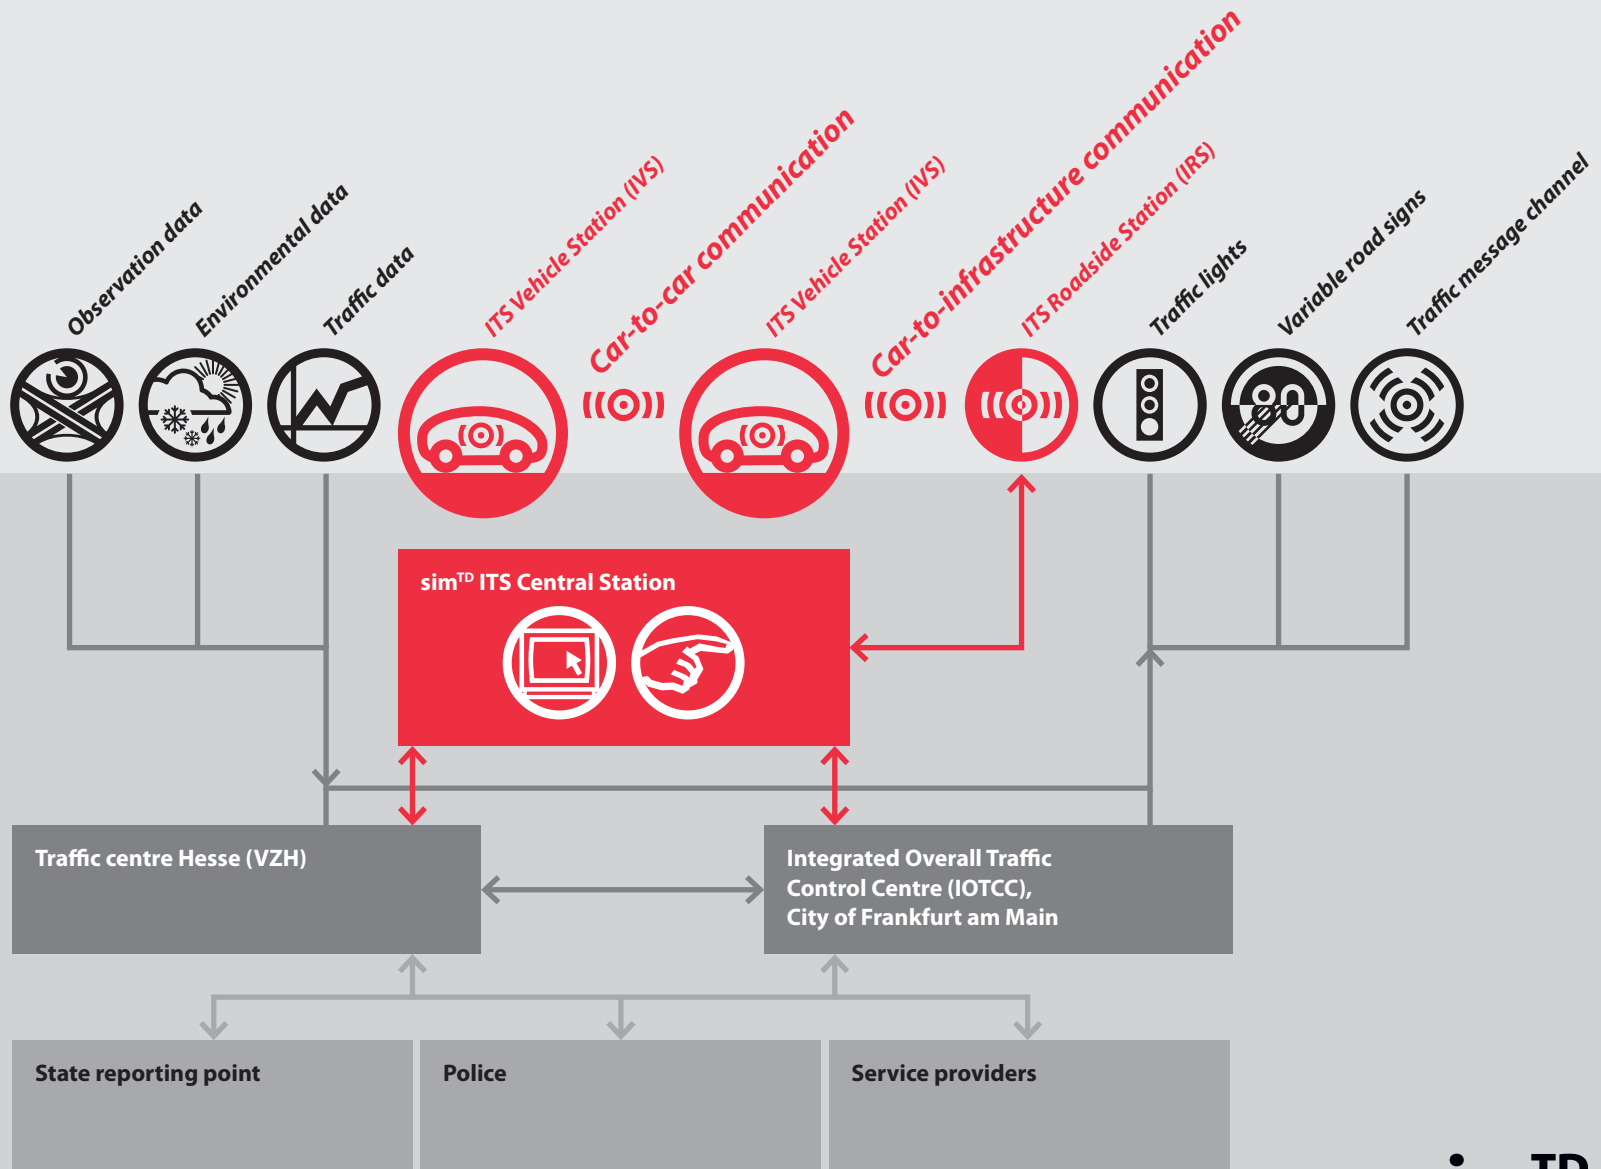 Observation data
Environmental data
Traffic data
ITS Vehicle Station (IVS)
Car-to-car communication
ITS Vehicle Station (IVS)
Car-to-infrastructure communication
ITS Roadside Station (IRS)
Traffic lights
Variable road signs
Traffic message channel
80
simTD ITS Central Station
Traffic centre Hesse (VZH)
Integrated Overall Traffic
Control Centre (IOTCC),
City of Frankfurt am Main
State reporting point
Police
Service providers
TD